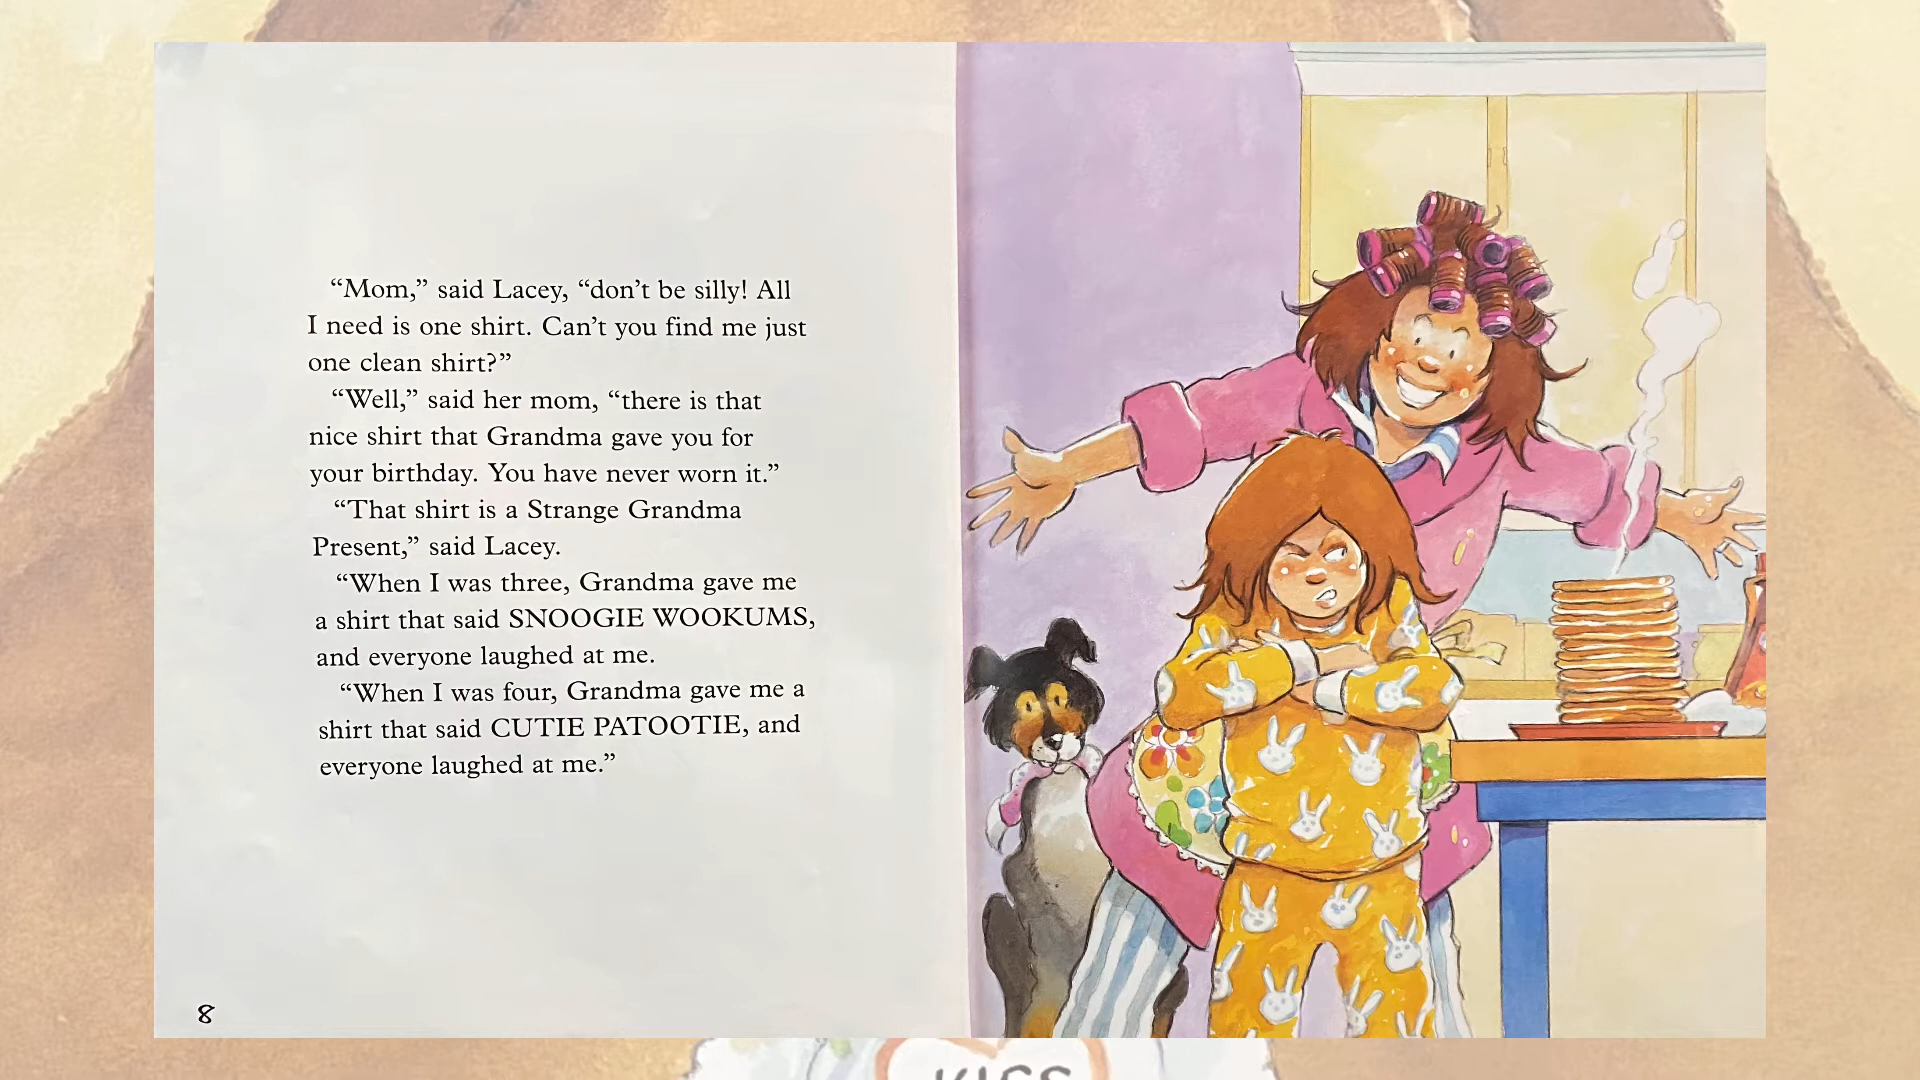 “Mom,” said Lacey, “don’t be silly! All
I need is one shirt. Can’t you find me just
one clean shirt?”
“Well,” said her mom, “there is that
nice shirt that Grandma gave you for
your birthday. You have never worn it.”
“That shirt is a Strange Grandma
Present,” said Lacey.
“When I was three, Grandma gave me
a shirt that said SNOOGIE WOOKUMS,
and everyone laughed at me.
“When I was four, Grandma gave me a
shirt that said CUTIE PATOOTIE, and
everyone laughed at me.”
8
KISS